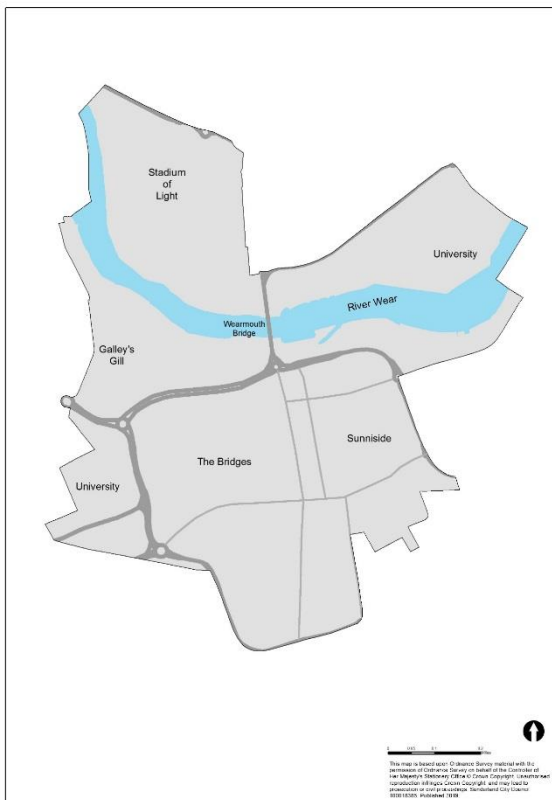 Stadium
of
Light
University
River Wear
Wearmouth
Bridge
Galley's
Gill
Sunniside
The Bridges
University
This map is based upon Ordnance Survey material with the
permission of Ordnance Survey on behalf of the Controller of
Her Majesty's Stationery Office © Crown Copyright. Unauthorised
reproduction infringes Crown Copyright and may lead to
prosecution or civil proceedings. Sunderland City Council
Published 2009